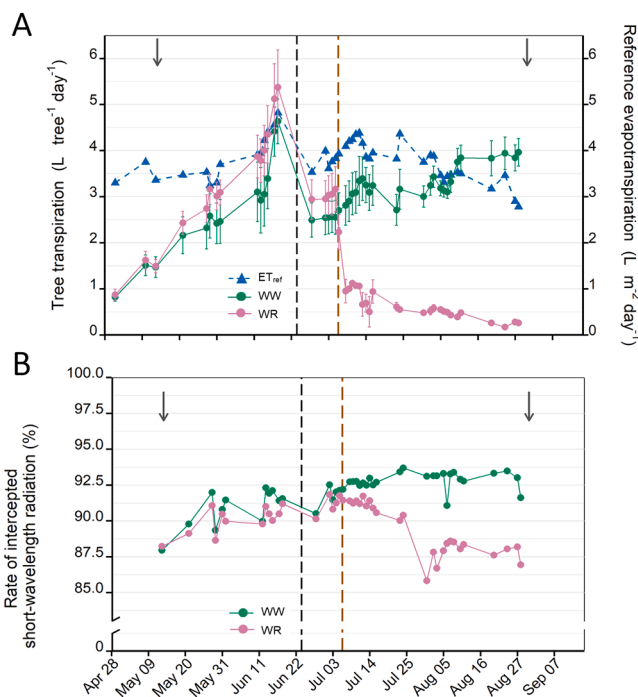 A
Tree transpiration (L tree⁻¹ day⁻¹)
6
5
4
3
2
1
0
Reference evapotranspiration (L m⁻² day⁻¹)
6
5
4
3
2
1
0
ETref
WW
WR
B
Rate of intercepted
short-wavelength radiation (%)
100.0
97.5
95.0
92.5
90.0
87.5
85.0
0
WW
WR
Apr 28
May 09
May 20
May 31
Jun 11
Jun 22
Jul 03
Jul 14
Jul 25
Aug 05
Aug 16
Aug 27
Sep 07